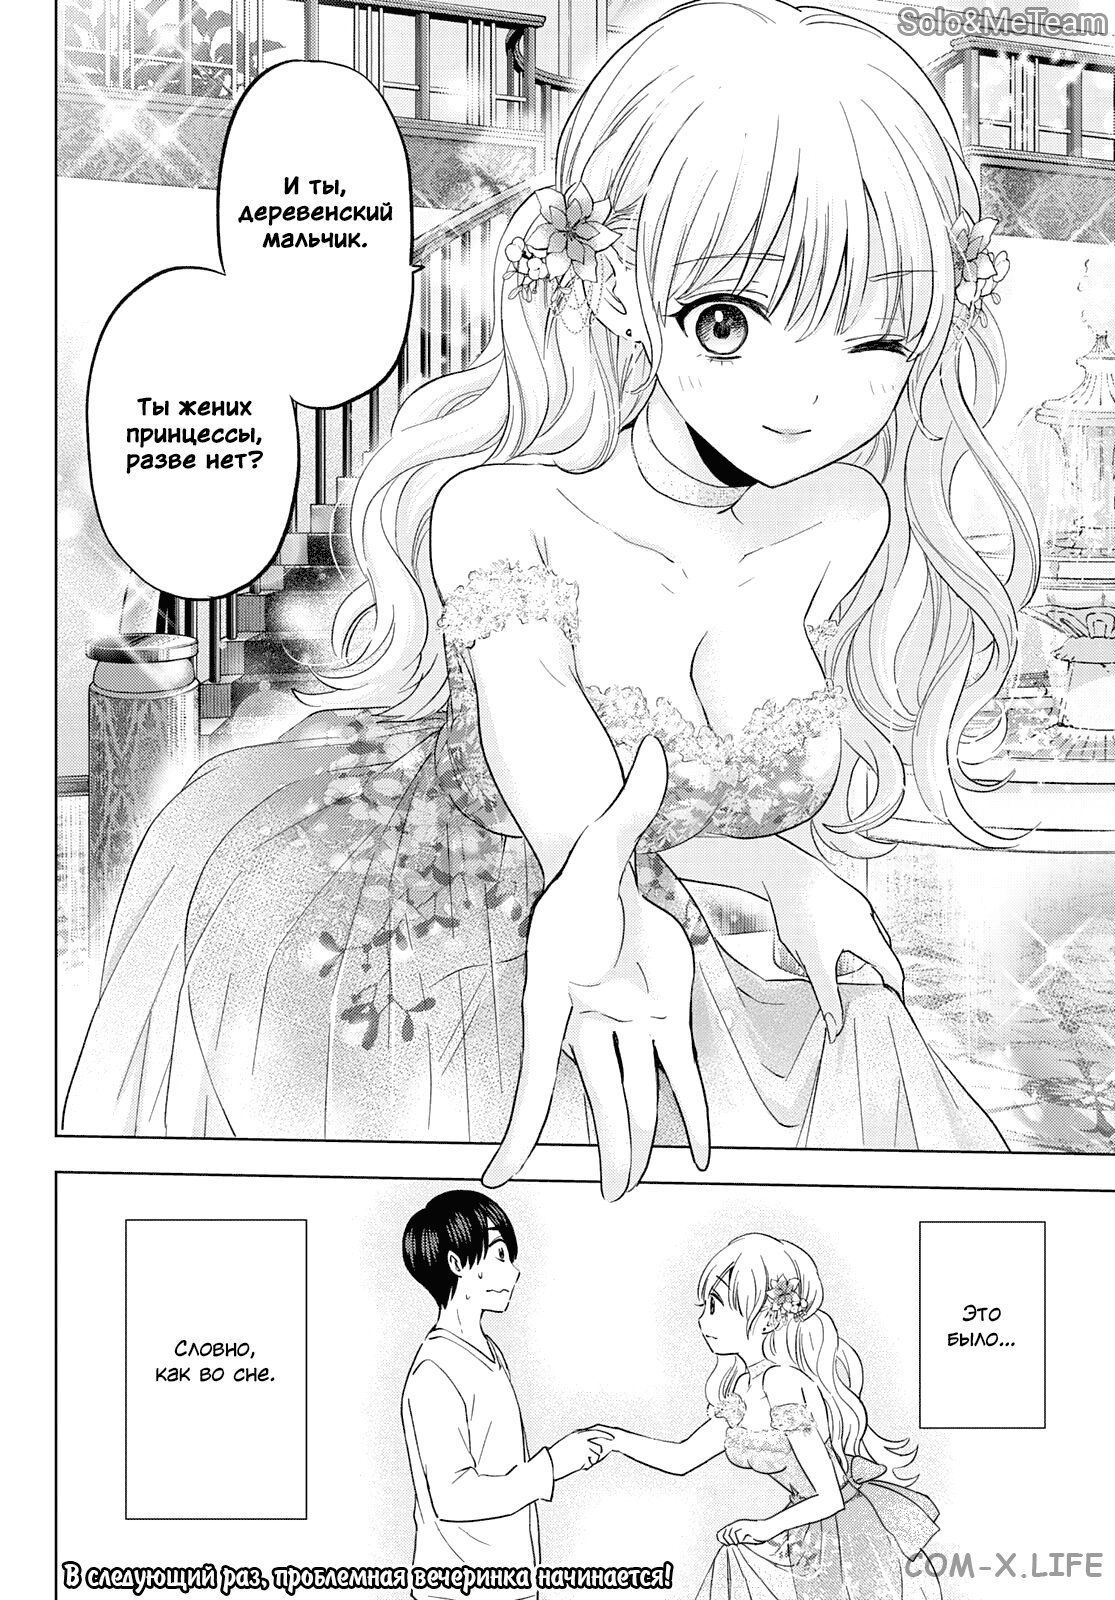 Solo&MeTeam
И ты,
деревенский
мальчик.
Ты жених
принцессы,
разве нет?
Это
было...
Словно,
как во сне.
В следующий раз, проблемная вечеринка начинается!
COM-X.LIFE